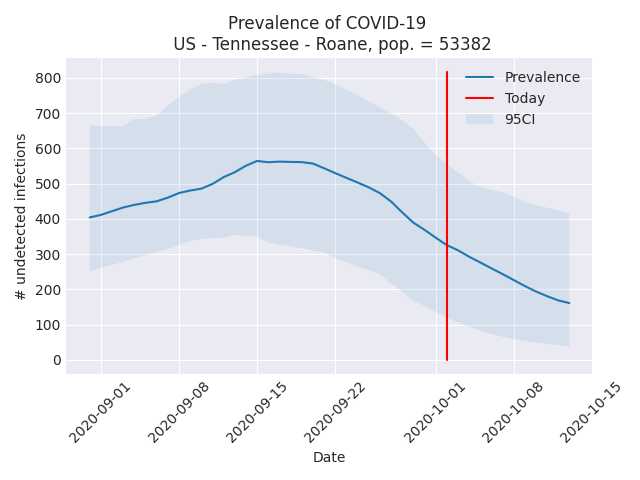 Prevalence of COVID-19
US - Tennessee - Roane, pop. = 53382
800
700
600
500
400
300
200
100
0
# undetected infections
Prevalence
Today
95CI
2020-09-01
2020-09-08
2020-09-15
2020-09-22
2020-10-01
2020-10-08
2020-10-15
Date